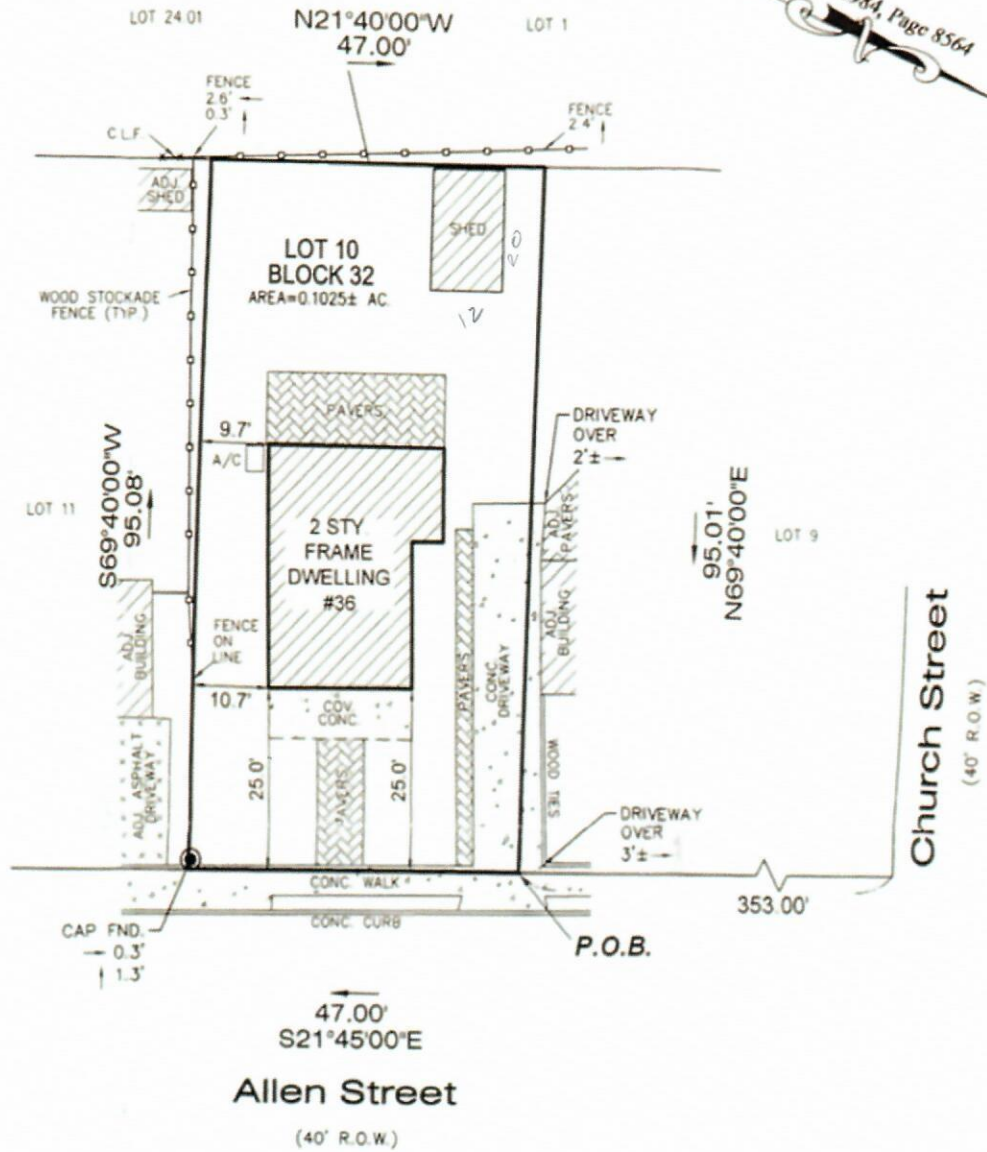 LOT 24.01
N21°40'00"W
47.00'
LOT 1
84, Page 8564
FENCE
2.6'
0.3'
FENCE
2.4'
C.L.F.
ADJ.
SHED
SHED
20
12
LOT 10
BLOCK 32
AREA=0.1025± AC.
WOOD STOCKADE
FENCE (TYP.)
PAVERS
9.7'
A/C
DRIVEWAY
OVER
2'±
LOT 11
S69°40'00"W
95.08'
2 STY
FRAME
DWELLING
#36
ADJ.
PAVERS
95.01'
N69°40'00"E
LOT 9
ADJ.
BUILDING
FENCE
ON
LINE
ADJ.
BUILDING
10.7'
COV.
CONC.
PAVERS
CONC.
DRIVEWAY
Church Street
(40' R.O.W.)
ADJ. ASPHALT
DRIVEWAY
25.0'
PAVERS
25.0'
WOOD TIES
DRIVEWAY
OVER
3'±
CONC. WALK
353.00'
CONC. CURB
CAP FND.
0.3'
1.3'
P.O.B.
47.00'
S21°45'00"E
Allen Street
(40' R.O.W.)